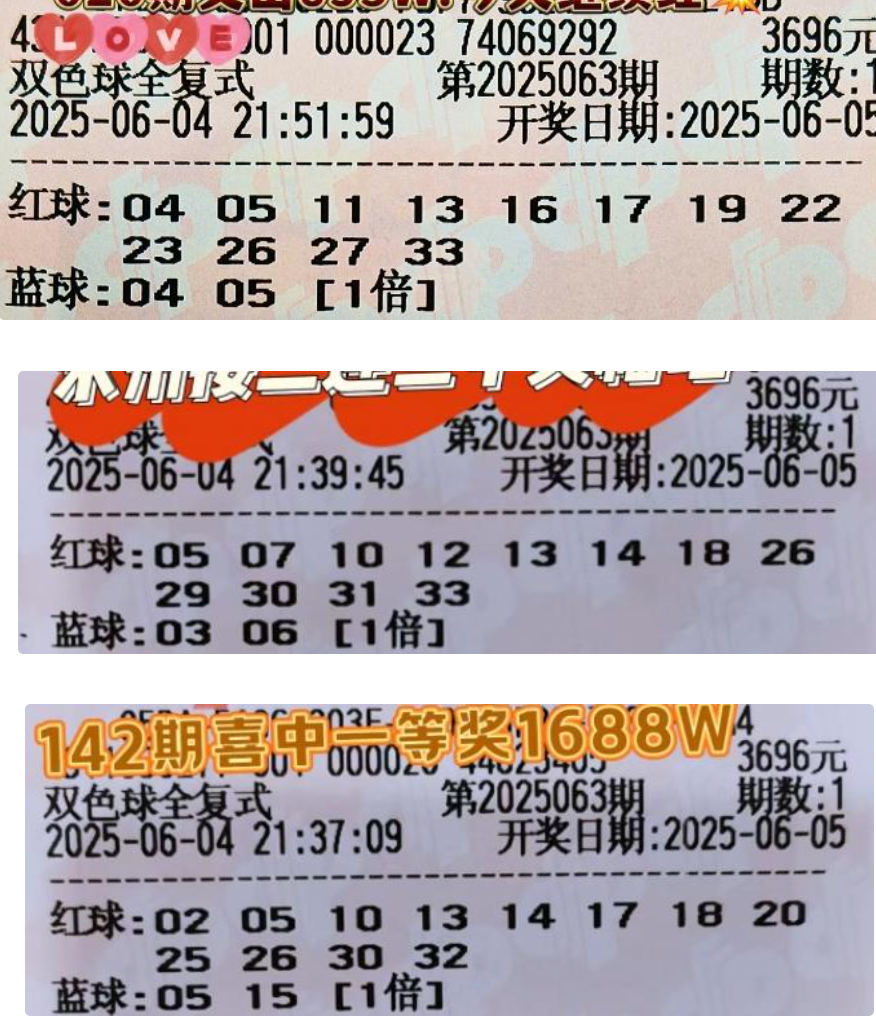 LOVE
001 000023 74069292 3696元
双色球全复式 第2025063期 期数:1
2025-06-04 21:51:59 开奖日期:2025-06-05
红球:04 05 11 13 16 17 19 22
23 26 27 33
蓝球:04 05 [1倍]
3696元
双色球 第2025063期 期数:1
2025-06-04 21:39:45 开奖日期:2025-06-05
红球:05 07 10 12 13 14 18 26
29 30 31 33
蓝球:03 06 [1倍]
142期喜中一等奖1688W
3696元
双色球全复式 第2025063期 期数:1
2025-06-04 21:37:09 开奖日期:2025-06-05
红球:02 05 10 13 14 17 18 20
25 26 30 32
蓝球:05 15 [1倍]